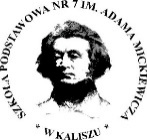 SZKOŁA PODSTAWOWA NR 7 IM. ADAMA MICKIEWICZA
* W KALISZU *